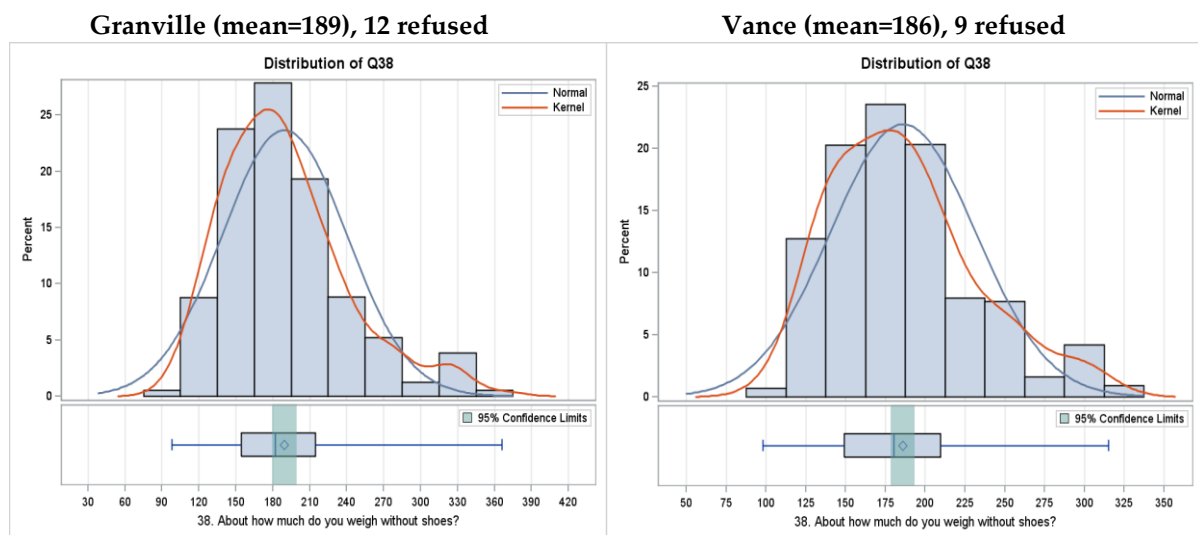 Granville (mean=189), 12 refused
Distribution of Q38
Normal
Kernel
25
20
15
10
5
0
Percent
95% Confidence Limits
30 60 90 120 150 180 210 240 270 300 330 360 390 420
38. About how much do you weigh without shoes?
Vance (mean=186), 9 refused
Distribution of Q38
Normal
Kernel
25
20
15
10
5
0
Percent
95% Confidence Limits
50 75 100 125 150 175 200 225 250 275 300 325 350
38. About how much do you weigh without shoes?